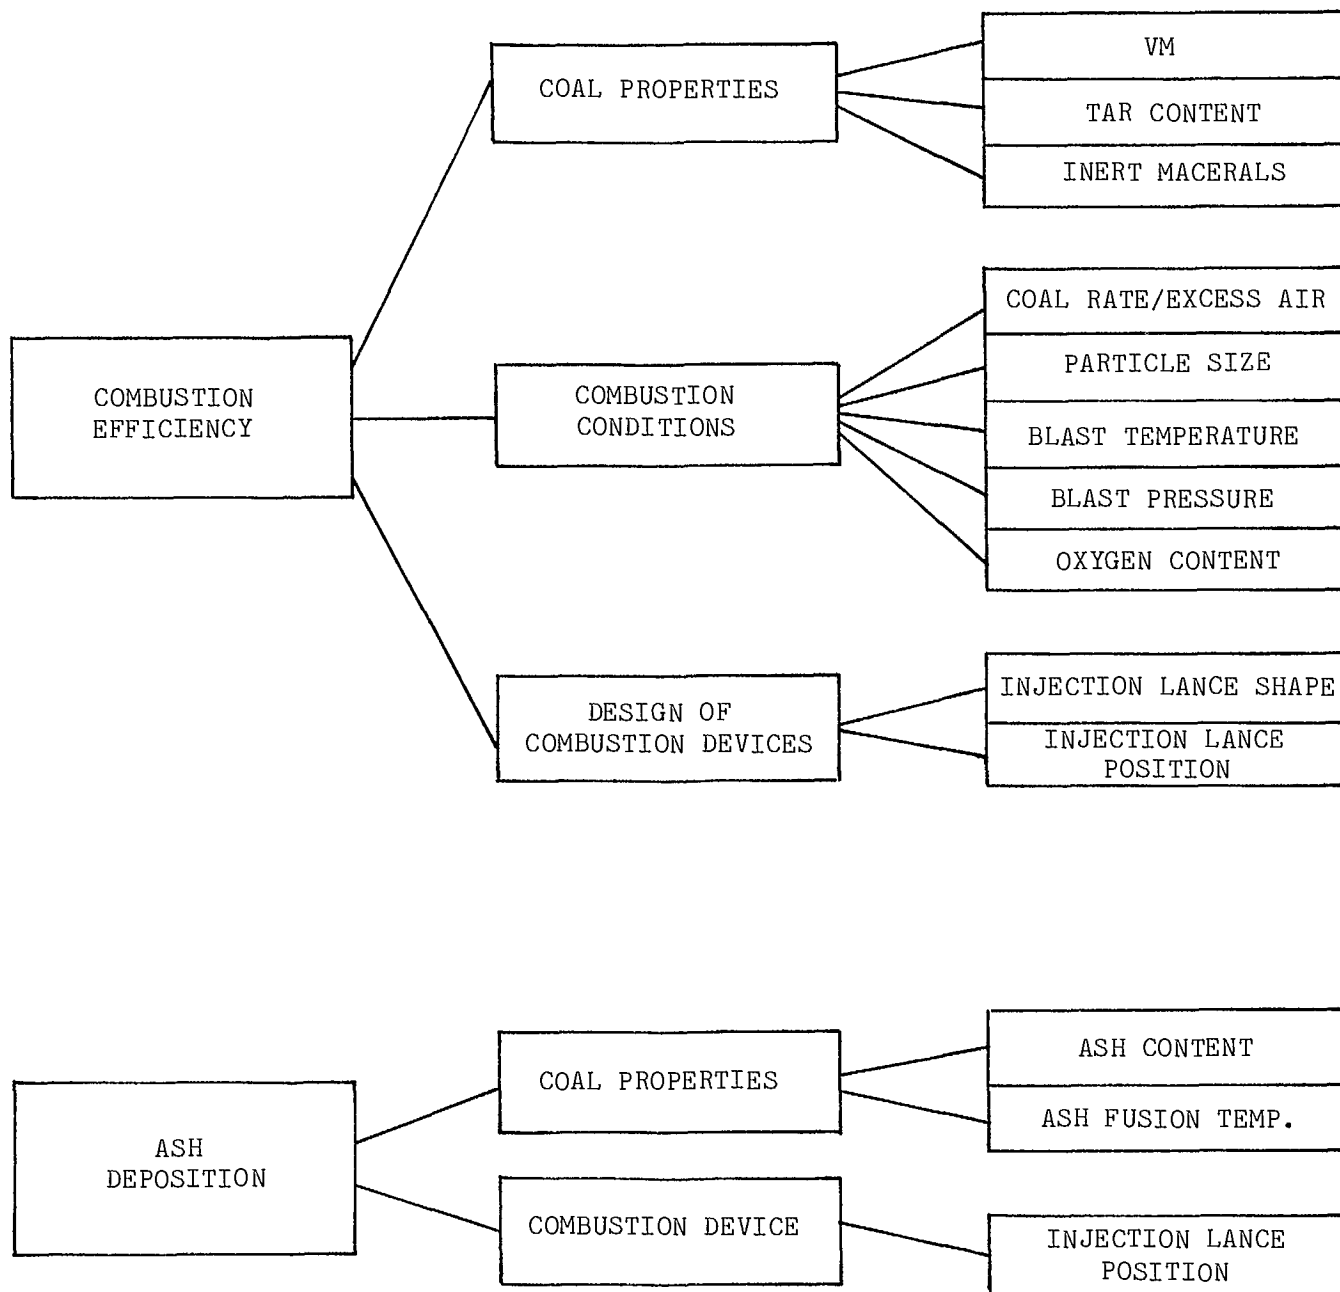 VM
COAL PROPERTIES
TAR CONTENT
INERT MACERALS
COAL RATE/EXCESS AIR
PARTICLE SIZE
COMBUSTION
EFFICIENCY
COMBUSTION
CONDITIONS
BLAST TEMPERATURE
BLAST PRESSURE
OXYGEN CONTENT
INJECTION LANCE SHAPE
DESIGN OF
COMBUSTION DEVICES
INJECTION LANCE
POSITION
ASH CONTENT
COAL PROPERTIES
ASH FUSION TEMP.
ASH
DEPOSITION
COMBUSTION DEVICE
INJECTION LANCE
POSITION